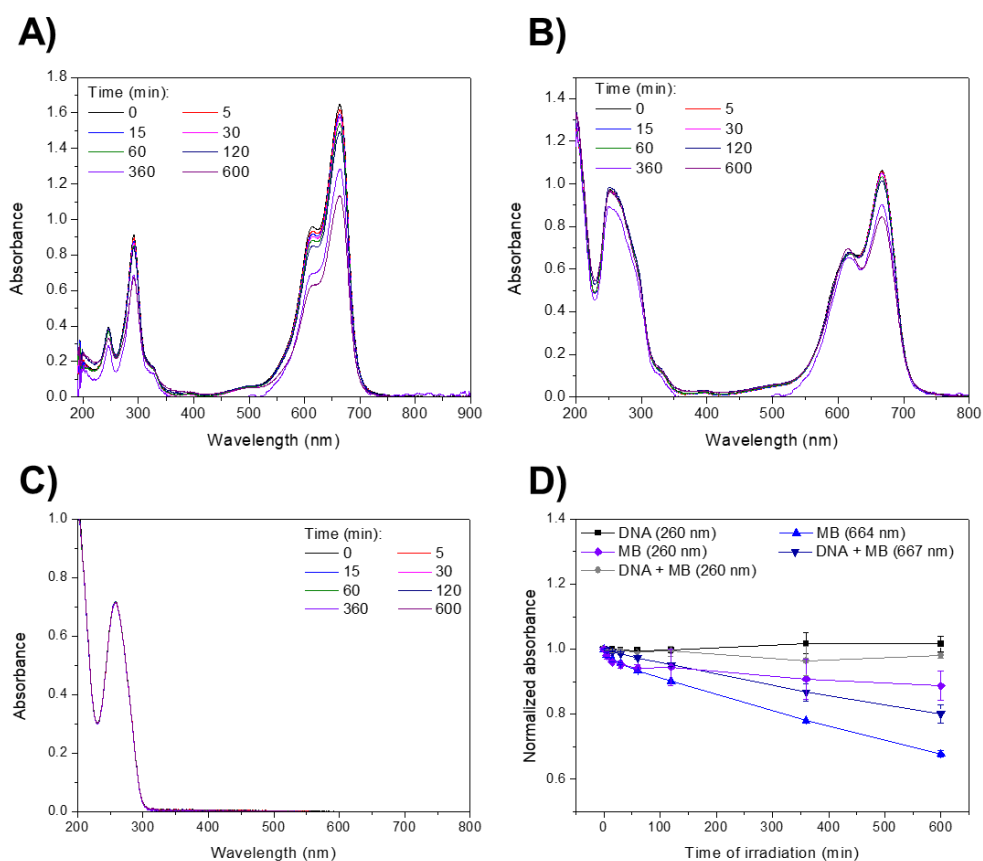 A)
Time (min):
0 5
15 30
60 120
360 600
Absorbance
1.8
1.6
1.4
1.2
1.0
0.8
0.6
0.4
0.2
0.0
200 300 400 500 600 700 800 900
Wavelength (nm)
B)
Time (min):
0 5
15 30
60 120
360 600
Absorbance
1.4
1.2
1.0
0.8
0.6
0.4
0.2
0.0
200 300 400 500 600 700 800
Wavelength (nm)
C)
Time (min):
0 5
15 30
60 120
360 600
Absorbance
1.0
0.8
0.6
0.4
0.2
0.0
200 300 400 500 600 700 800
Wavelength (nm)
D)
DNA (260 nm) MB (664 nm)
MB (260 nm) DNA + MB (667 nm)
DNA + MB (260 nm)
Normalized absorbance
1.4
1.2
1.0
0.8
0.6
0 100 200 300 400 500 600
Time of irradiation (min)